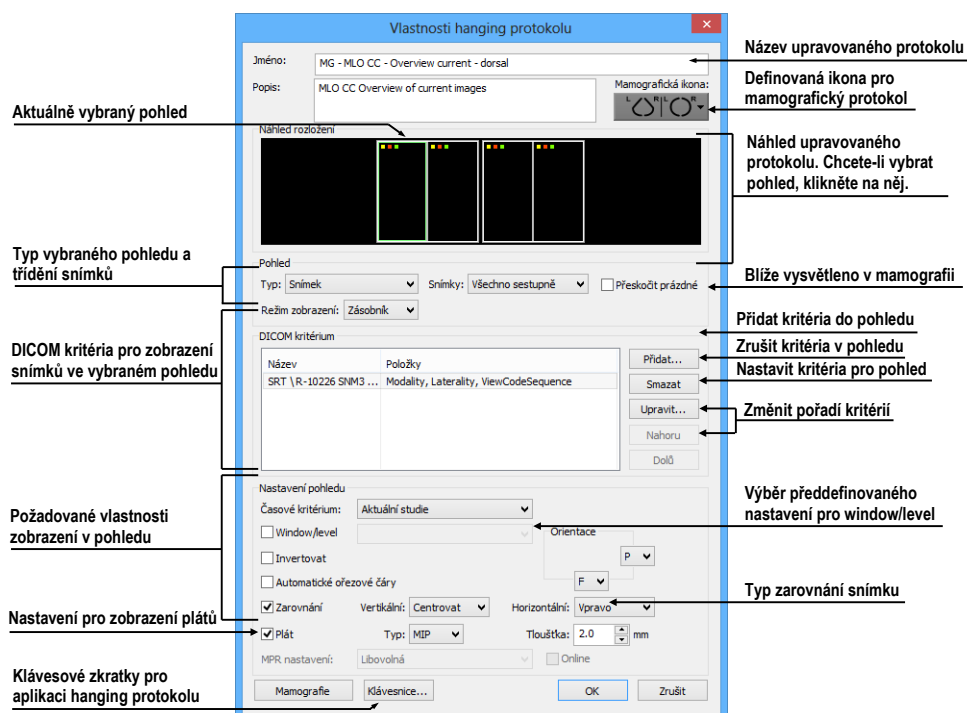 Vlastnosti hanging protokolu
Jméno:
MG - MLO CC - Overview current - dorsal
Název upravovaného protokolu
Popis:
MLO CC Overview of current images
Mamografická ikona:
L R L R
Definovaná ikona pro
mamografický protokol
Aktuálně vybraný pohled
Náhled rozložení
Náhled upravovaného
protokolu. Chcete-li vybrat
pohled, klikněte na něj.
Typ vybraného pohledu a
třídění snímků
Pohled
Typ: Snímek
Snímky: Všechno sestupně
Přeskočit prázdné
Blíže vysvětleno v mamografii
Režim zobrazení: Zásobník
DICOM kritéria pro zobrazení
snímků ve vybraném pohledu
DICOM kritérium
Název
Položky
SRT \R-10226 SNM3 ...
Modality, Laterality, ViewCodeSequence
Přidat...
Smazat
Upravit...
Nahoru
Dolů
Přidat kritéria do pohledu
Zrušit kritéria v pohledu
Nastavit kritéria pro pohled
Změnit pořadí kritérií
Požadované vlastnosti
zobrazení v pohledu
Nastavení pohledu
Časové kritérium: Aktuální studie
Window/level
Orientace
P
F
Výběr předdefinovaného
nastavení pro window/level
Invertovat
Automatické ořezové čáry
Zarovnání
Vertikální: Centrovat
Horizontální: Vpravo
Typ zarovnání snímku
Nastavení pro zobrazení plátů
Plát
Typ: MIP
Tloušťka: 2.0 mm
MPR nastavení: Libovolná
Online
Klávesové zkratky pro
aplikaci hanging protokolu
Mamografie
Klávesnice...
OK
Zrušit